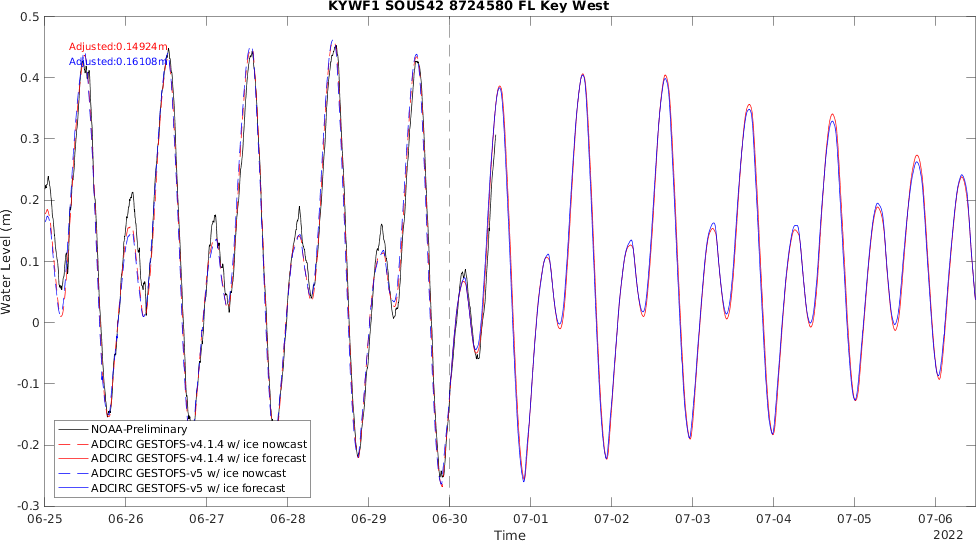 KYWF1 SOUS42 8724580 FL Key West
0.5
0.4
0.3
0.2
0.1
0
-0.1
-0.2
-0.3
Water Level (m)
Adjusted:0.14924m
Adjusted:0.16108m
NOAA-Preliminary
ADCIRC GESTOFS-v4.1.4 w/ ice nowcast
ADCIRC GESTOFS-v4.1.4 w/ ice forecast
ADCIRC GESTOFS-v5 w/ ice nowcast
ADCIRC GESTOFS-v5 w/ ice forecast
06-25 06-26 06-27 06-28 06-29 06-30 07-01 07-02 07-03 07-04 07-05 07-06
Time
2022